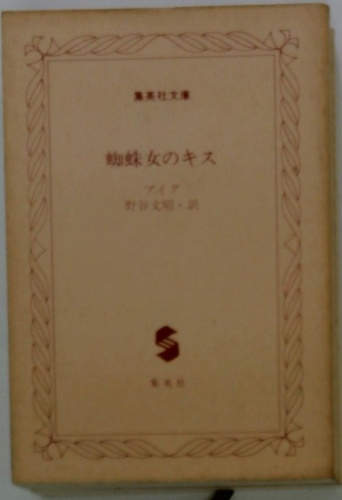 集英社文庫
蜘蛛女のキス
プイグ
野谷文昭・訳
集英社